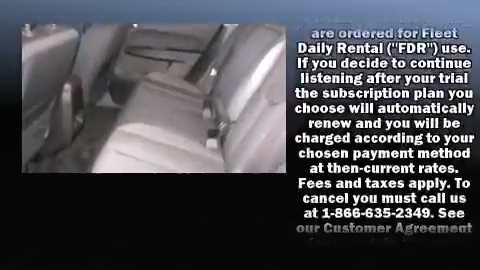 are ordered for Fleet
Daily Rental ("FDR") use.
If you decide to continue
listening after your trial
the subscription plan you
choose will automatically
renew and you will be
charged according to your
chosen payment method
at then-current rates.
Fees and taxes apply. To
cancel you must call us
at 1-866-635-2349. See
our Customer Agreement